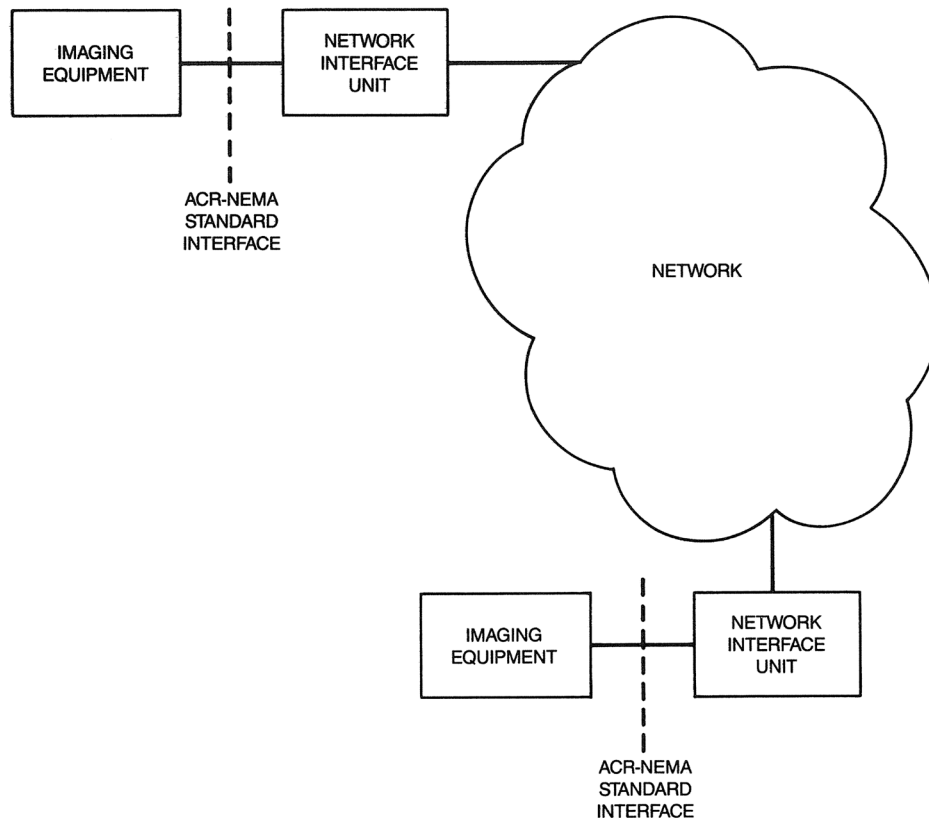 IMAGING
EQUIPMENT
NETWORK
INTERFACE
UNIT
ACR-NEMA
STANDARD
INTERFACE
NETWORK
IMAGING
EQUIPMENT
NETWORK
INTERFACE
UNIT
ACR-NEMA
STANDARD
INTERFACE